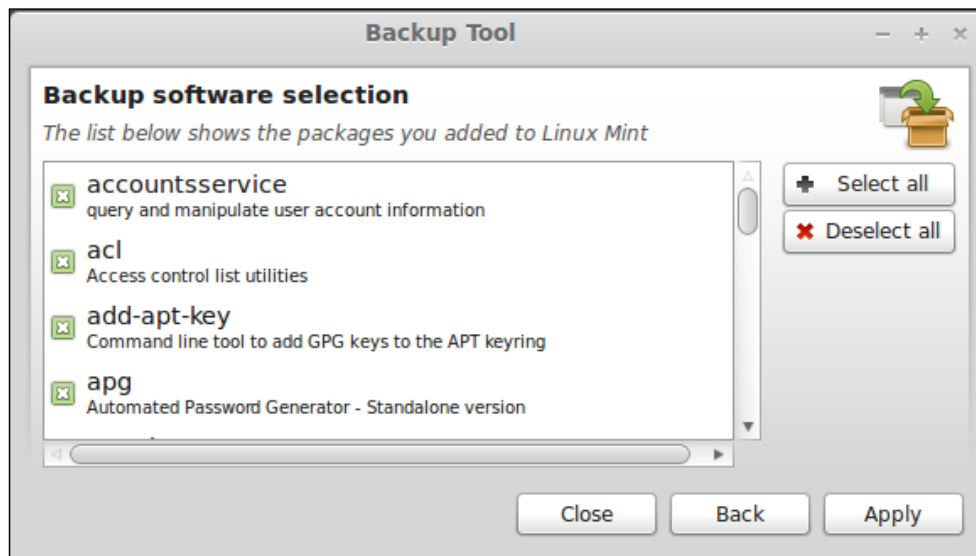 Backup Tool
Backup software selection
The list below shows the packages you added to Linux Mint
accountsservice
query and manipulate user account information
acl
Access control list utilities
add-apt-key
Command line tool to add GPG keys to the APT keyring
apg
Automated Password Generator - Standalone version
Select all
Deselect all
Close
Back
Apply